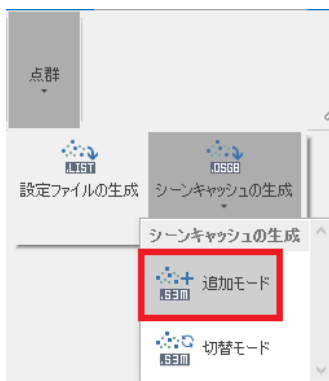 点群
.LIST
.OSGB
設定ファイルの生成
シーンキャッシュの生成
シーンキャッシュの生成
.S3M
追加モード
.S3M
切替モード